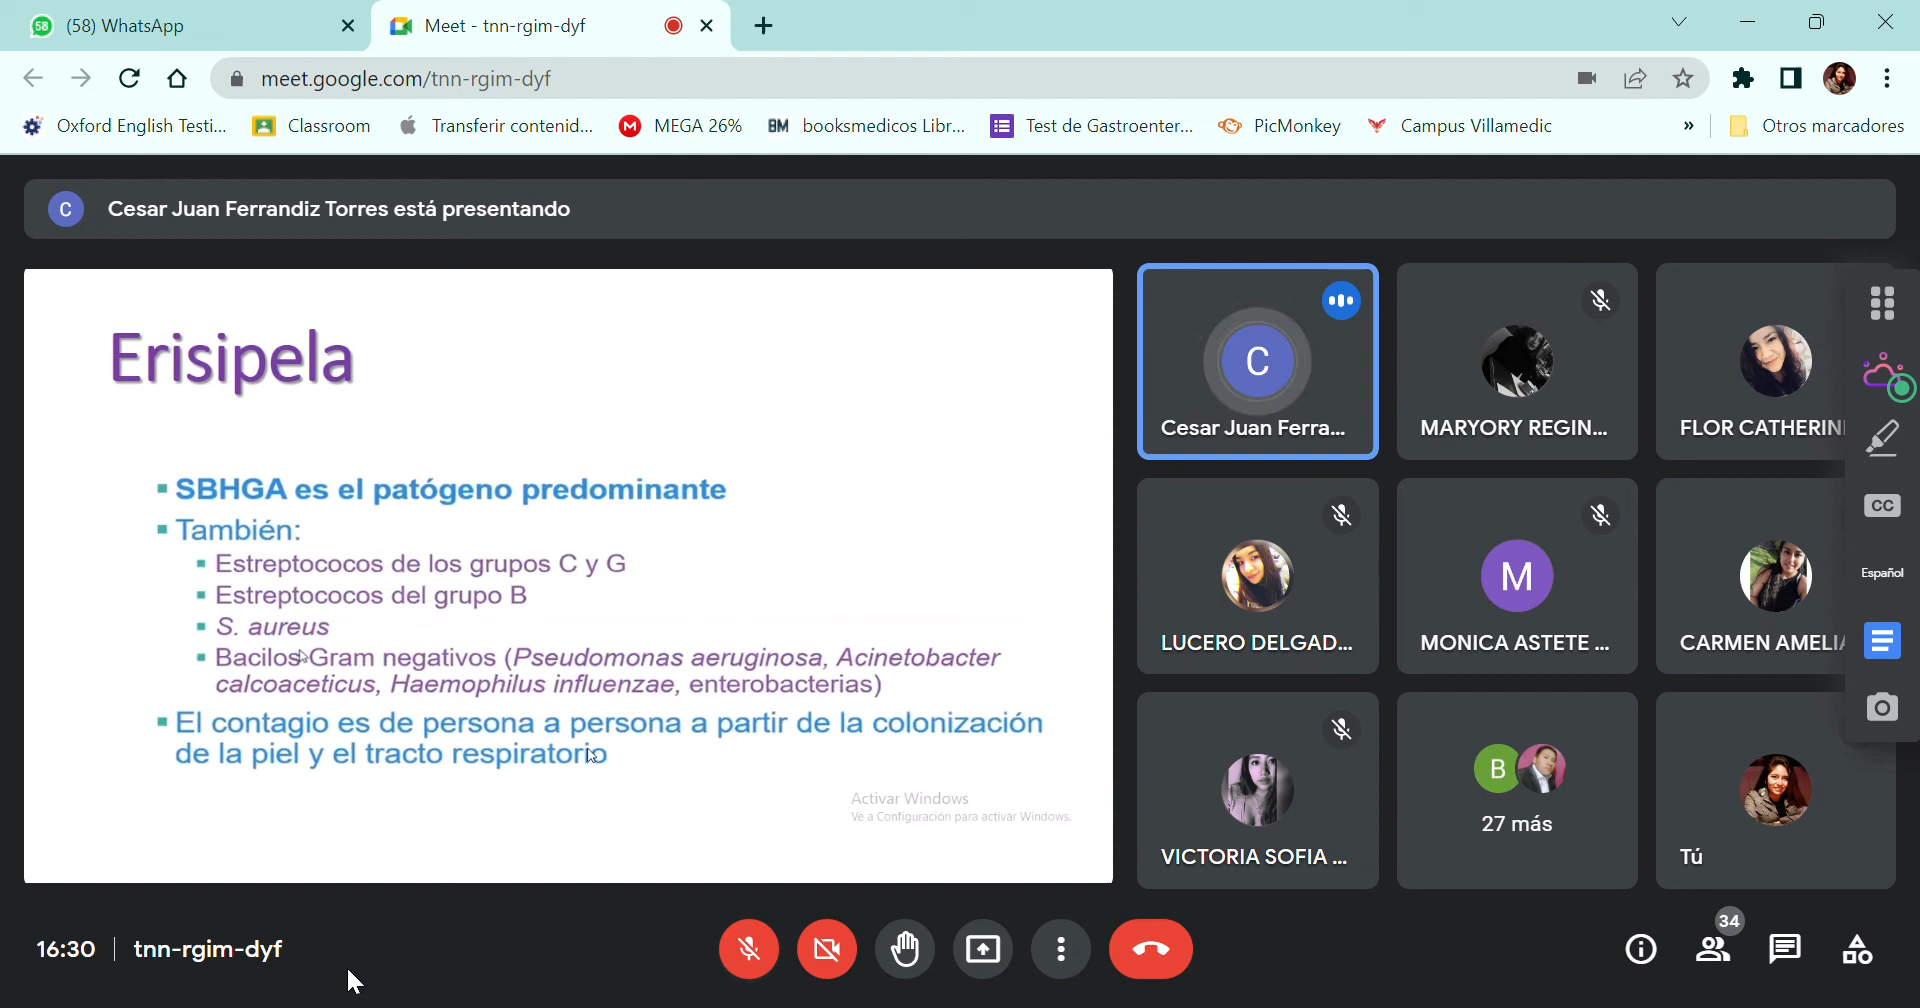 58 (58) WhatsApp
Meet - tnn-rgim-dyf
meet.google.com/tnn-rgim-dyf
Oxford English Testi...
Classroom
Transferir contenid...
M MEGA 26%
BM booksmedicos Libr...
Test de Gastroenter...
PicMonkey
Campus Villamedic
»
Otros marcadores
C Cesar Juan Ferrandiz Torres está presentando
Erisipela
SBHGA es el patógeno predominante
También:
Estreptococos de los grupos C y G
Estreptococos del grupo B
S. aureus
Bacilos Gram negativos (Pseudomonas aeruginosa, Acinetobacter
calcoaceticus, Haemophilus influenzae, enterobacterias)
El contagio es de persona a persona a partir de la colonización
de la piel y el tracto respiratorio
Activar Windows
Ve a Configuración para activar Windows.
C
Cesar Juan Ferra...
MARYORY REGIN...
FLOR CATHERIN
LUCERO DELGAD...
M
MONICA ASTETE ...
CARMEN AMELIA
VICTORIA SOFIA ...
B
27 más
Tú
CC
Español
16:30 | tnn-rgim-dyf
34